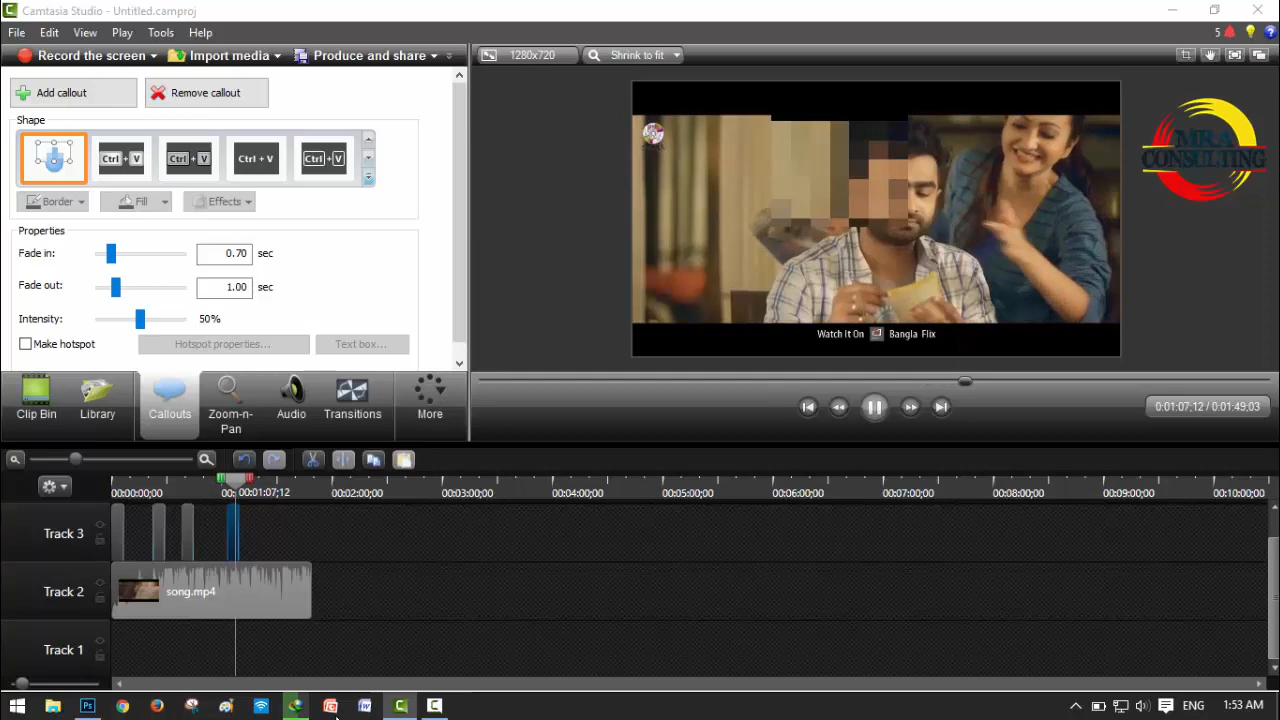 Camtasia Studio - Untitled.camproj
File Edit View Play Tools Help
5
Record the screen Import media Produce and share
1280x720 Shrink to fit
Add callout Remove callout
Shape
Ctrl + V Ctrl + V Ctrl + V Ctrl + V
Border Fill Effects
Properties
Fade in: 0.70 sec
Fade out: 1.00 sec
Intensity: 50%
Make hotspot Hotspot properties... Text box...
MRA
CONSULTING
Watch It On Bangla Flix
Clip Bin Library Callouts Zoom-n-Pan Audio Transitions More
0:01:07;12 / 0:01:49;03
00:00:00;00 00:01:07;12 00:02:00;00 00:03:00;00 00:04:00;00 00:05:00;00 00:06:00;00 00:07:00;00 00:08:00;00 00:09:00;00 00:10:00;00
Track 3
Track 2 song.mp4
Track 1
Ps ENG 1:53 AM